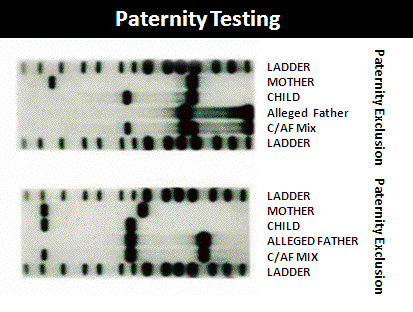 Paternity Testing
LADDER
MOTHER
CHILD
Alleged Father
C/AF Mix
LADDER
Paternity Exclusion
LADDER
MOTHER
CHILD
ALLEGED FATHER
C/AF MIX
LADDER
Paternity Exclusion